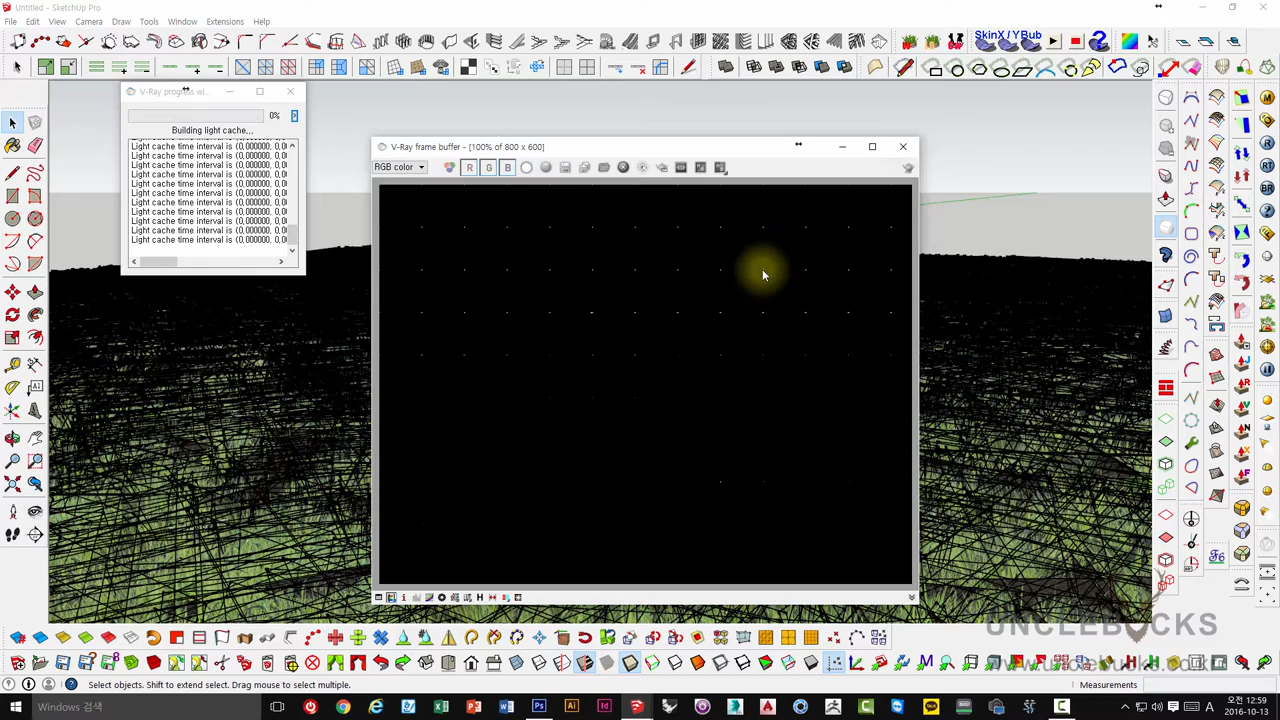 Untitled - SketchUp Pro
File Edit View Camera Draw Tools Window Extensions Help
SkinX / YBub
V-Ray progress wi...
0%
Building light cache...
Light cache time interval is (0,000000, 0,0
Light cache time interval is (0,000000, 0,0
Light cache time interval is (0,000000, 0,0
Light cache time interval is (0,000000, 0,0
Light cache time interval is (0,000000, 0,0
Light cache time interval is (0,000000, 0,0
Light cache time interval is (0,000000, 0,0
Light cache time interval is (0,000000, 0,0
Light cache time interval is (0,000000, 0,0
Light cache time interval is (0,000000, 0,0
Light cache time interval is (0,000000, 0,0
V-Ray frame buffer - [100% of 800 x 600]
RGB color
R G B
UNCLEBUCKS
Select objects. Shift to extend select. Drag mouse to select multiple.
Measurements
Windows 검색
A
오전 12:59
2016-10-13